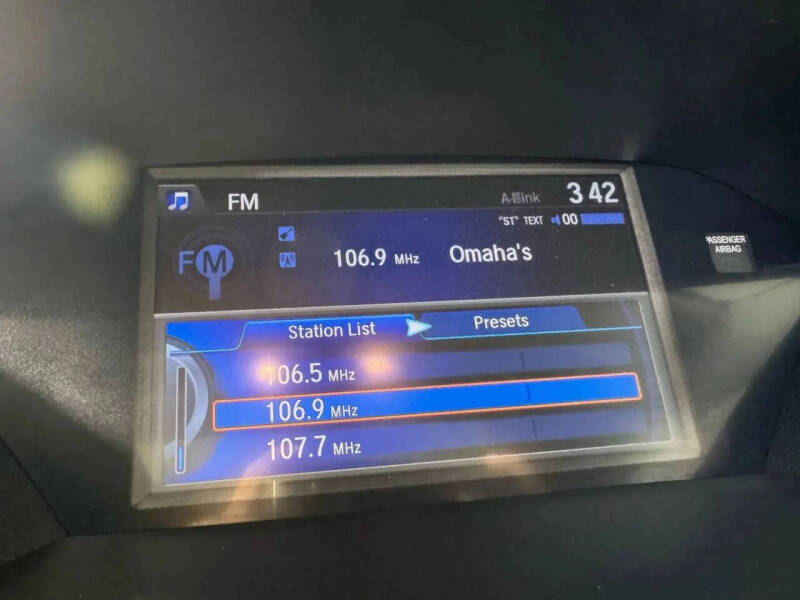 FM
A-Link
3 42
"ST" TEXT
00
FM
106.9 MHz
Omaha's
Station List
Presets
106.5 MHz
106.9 MHz
107.7 MHz
PASSENGER
AIRBAG